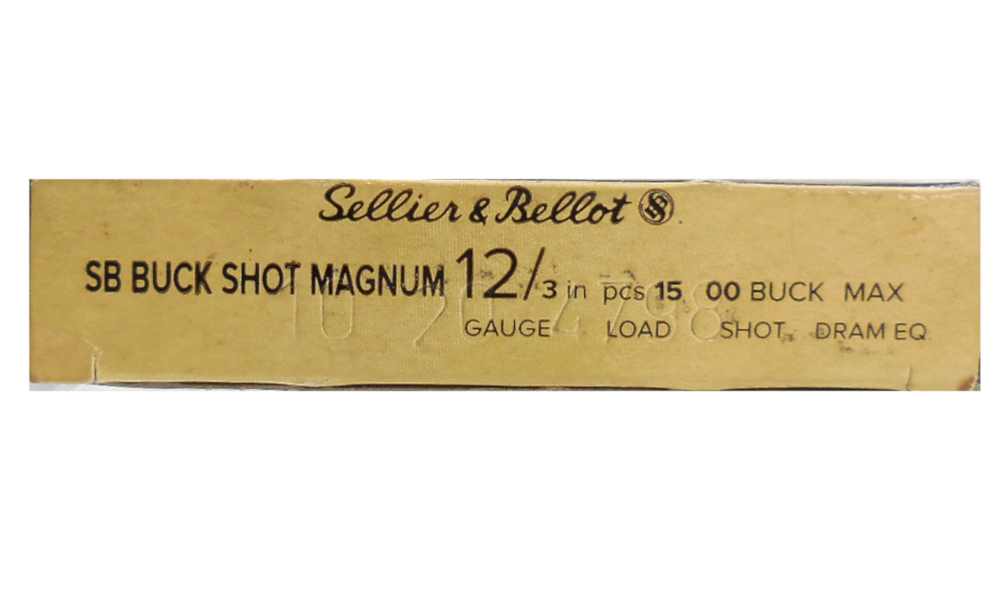 Sellier & Bellot
SB BUCK SHOT MAGNUM 12/3 in pcs 15 00 BUCK MAX
GAUGE LOAD SHOT DRAM EQ